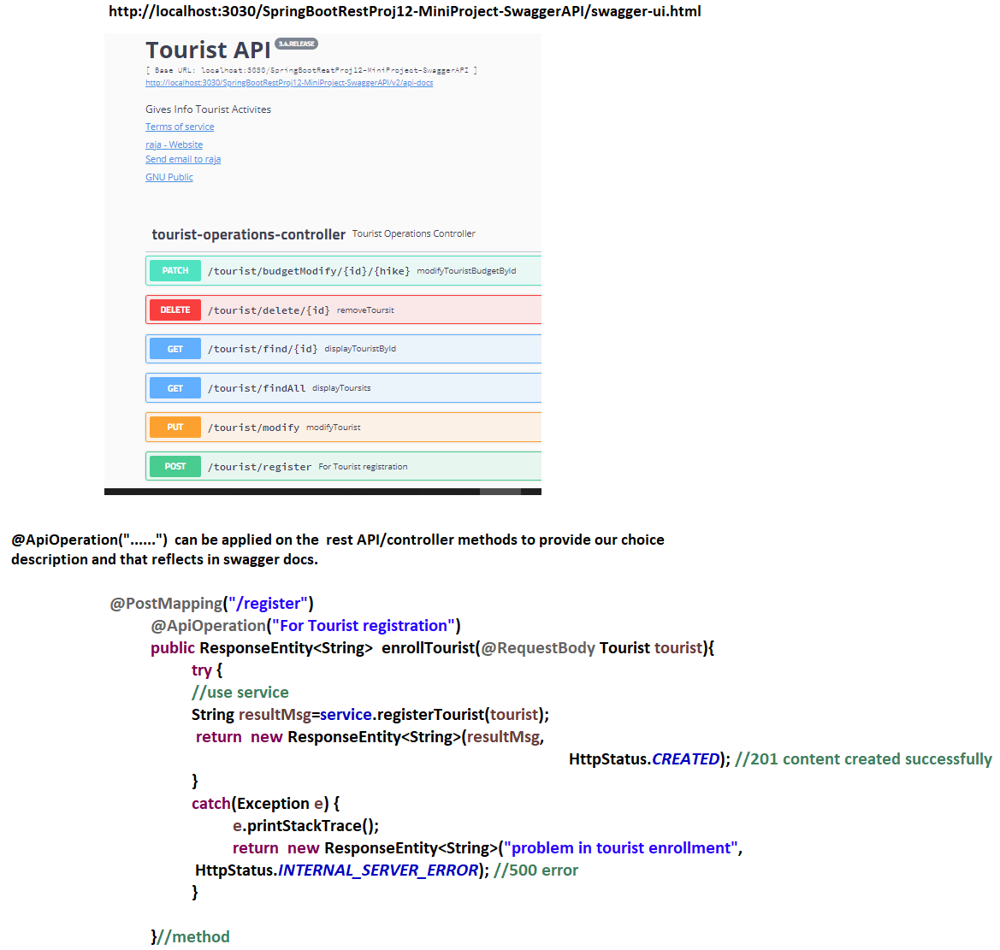 http://localhost:3030/SpringBootRestProj12-MiniProject-SwaggerAPI/swagger-ui.html
Tourist API 3.4.RELEASE
[ Base URL: localhost:3030/SpringBootRestProj12-MiniProject-SwaggerAPI ]
http://localhost:3030/SpringBootRestProj12-MiniProject-SwaggerAPI/v2/api-docs
Gives Info Tourist Activites
Terms of service
raja - Website
Send email to raja
GNU Public
tourist-operations-controller Tourist Operations Controller
PATCH /tourist/budgetModify/{id}/{hike} modifyTouristBudgetById
DELETE /tourist/delete/{id} removeToursit
GET /tourist/find/{id} displayTouristById
GET /tourist/findAll displayToursits
PUT /tourist/modify modifyTourist
POST /tourist/register For Tourist registration
@ApiOperation("......") can be applied on the rest API/controller methods to provide our choice
description and that reflects in swagger docs.
@PostMapping("/register")
@ApiOperation("For Tourist registration")
public ResponseEntity<String> enrollTourist(@RequestBody Tourist tourist){
try {
//use service
String resultMsg=service.registerTourist(tourist);
return new ResponseEntity<String>(resultMsg,
HttpStatus.CREATED); //201 content created successfully
}
catch(Exception e) {
e.printStackTrace();
return new ResponseEntity<String>("problem in tourist enrollment",
HttpStatus.INTERNAL_SERVER_ERROR); //500 error
}
}//method